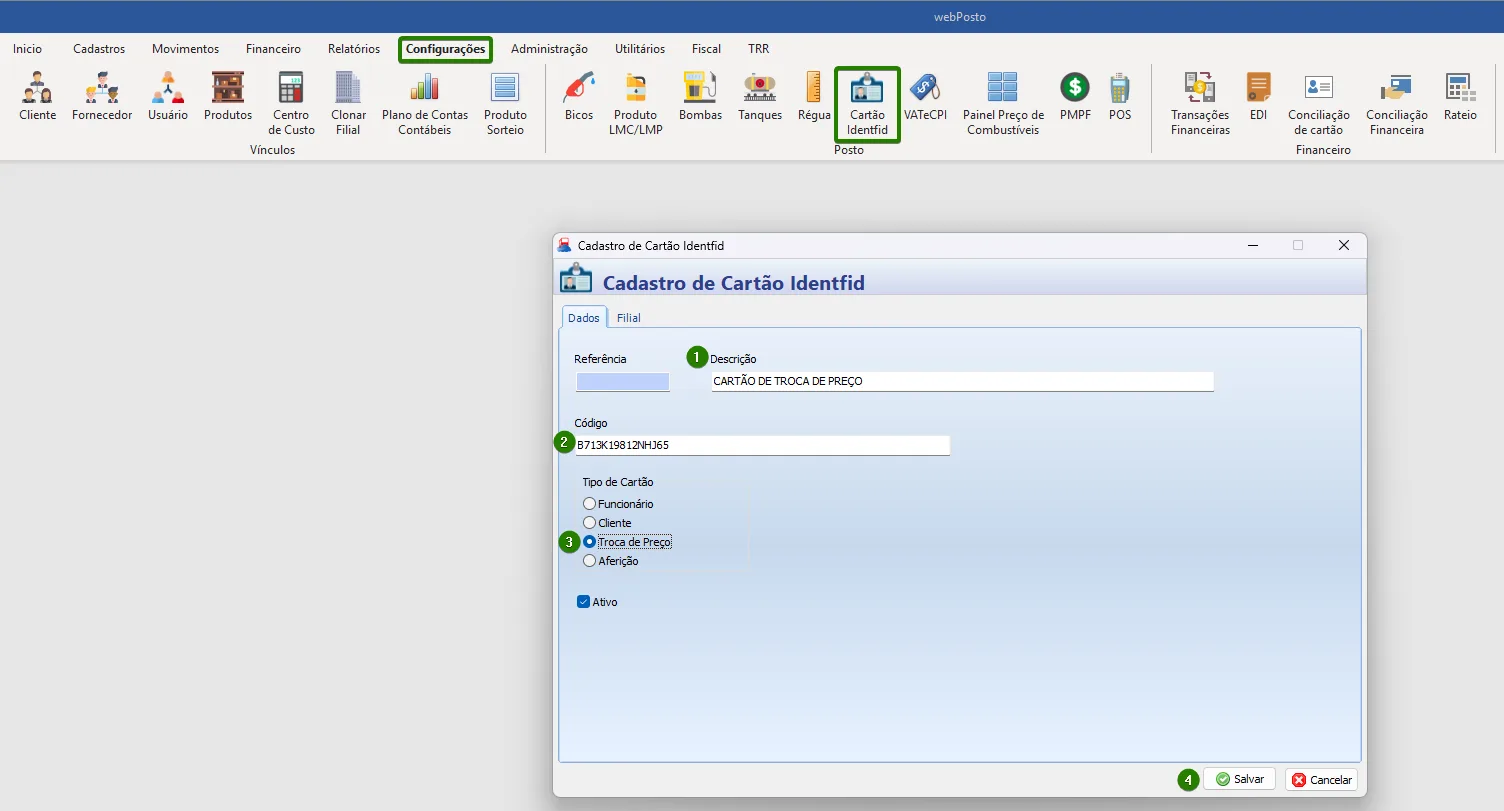 webPosto
Inicio Cadastros Movimentos Financeiro Relatórios Configurações Administração Utilitários Fiscal TRR
Cliente Fornecedor Usuário Produtos Centro de Custo Clonar Filial Plano de Contas Contábeis Produto Sorteio
Vínculos
Bicos Produto LMC/LMP Bombas Tanques Régua Cartão Identfid VATeCPI Painel Preço de Combustíveis PMPF POS
Posto
Transações Financeiras EDI Conciliação de cartão Conciliação Financeira Rateio
Financeiro
Cadastro de Cartão Identfid
Cadastro de Cartão Identfid
Dados Filial
Referência 1 Descrição
CARTÃO DE TROCA DE PREÇO
Código
2 B713K19812NHJ65
Tipo de Cartão
Funcionário
Cliente
3 Troca de Preço
Aferição
Ativo
4 Salvar Cancelar